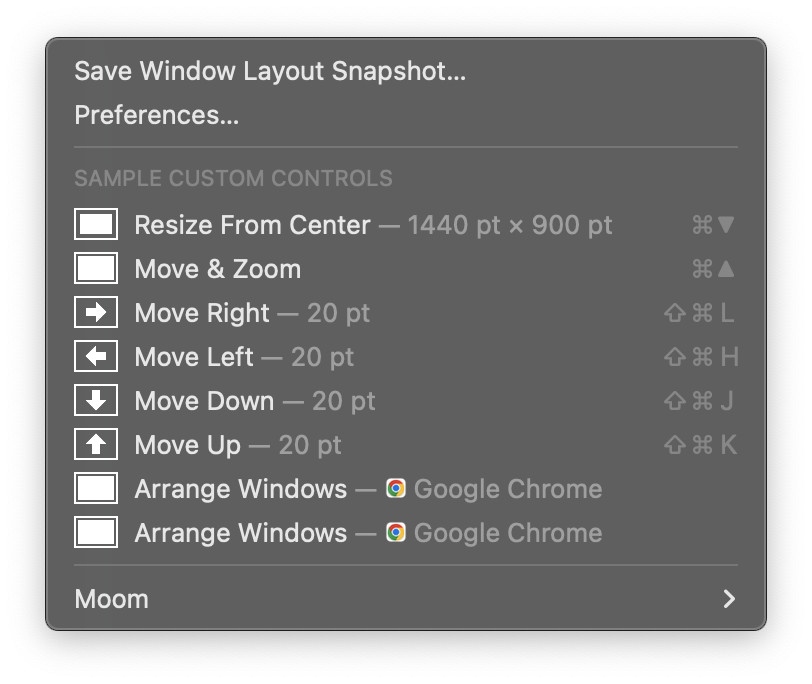 Save Window Layout Snapshot...
Preferences...
SAMPLE CUSTOM CONTROLS
Resize From Center — 1440 pt × 900 pt ⌘▼
Move & Zoom ⌘▲
Move Right — 20 pt ⇧⌘L
Move Left — 20 pt ⇧⌘H
Move Down — 20 pt ⇧⌘J
Move Up — 20 pt ⇧⌘K
Arrange Windows — Google Chrome
Arrange Windows — Google Chrome
Moom